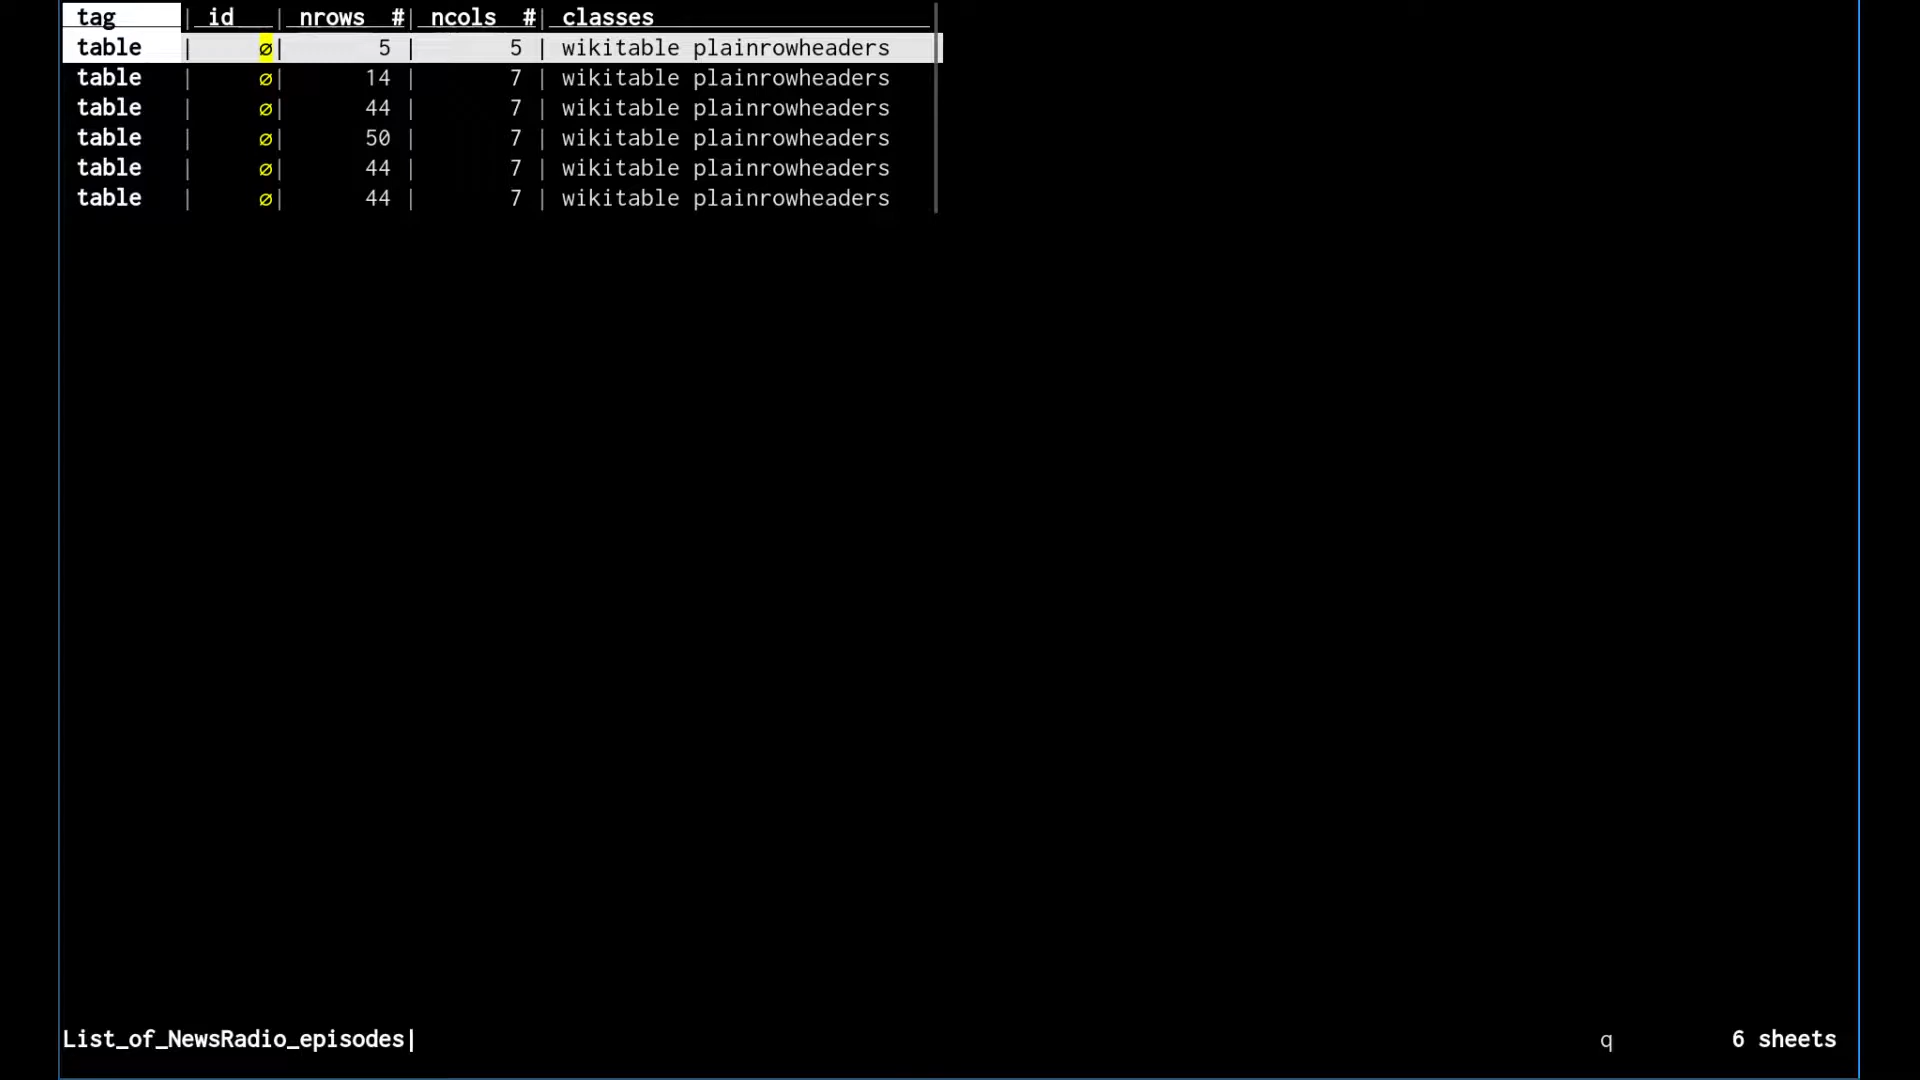 tag | id | nrows #| ncols #| classes
table | ∅| 5 | 5 | wikitable plainrowheaders
table | ∅| 14 | 7 | wikitable plainrowheaders
table | ∅| 44 | 7 | wikitable plainrowheaders
table | ∅| 50 | 7 | wikitable plainrowheaders
table | ∅| 44 | 7 | wikitable plainrowheaders
table | ∅| 44 | 7 | wikitable plainrowheaders
List_of_NewsRadio_episodes| q 6 sheets